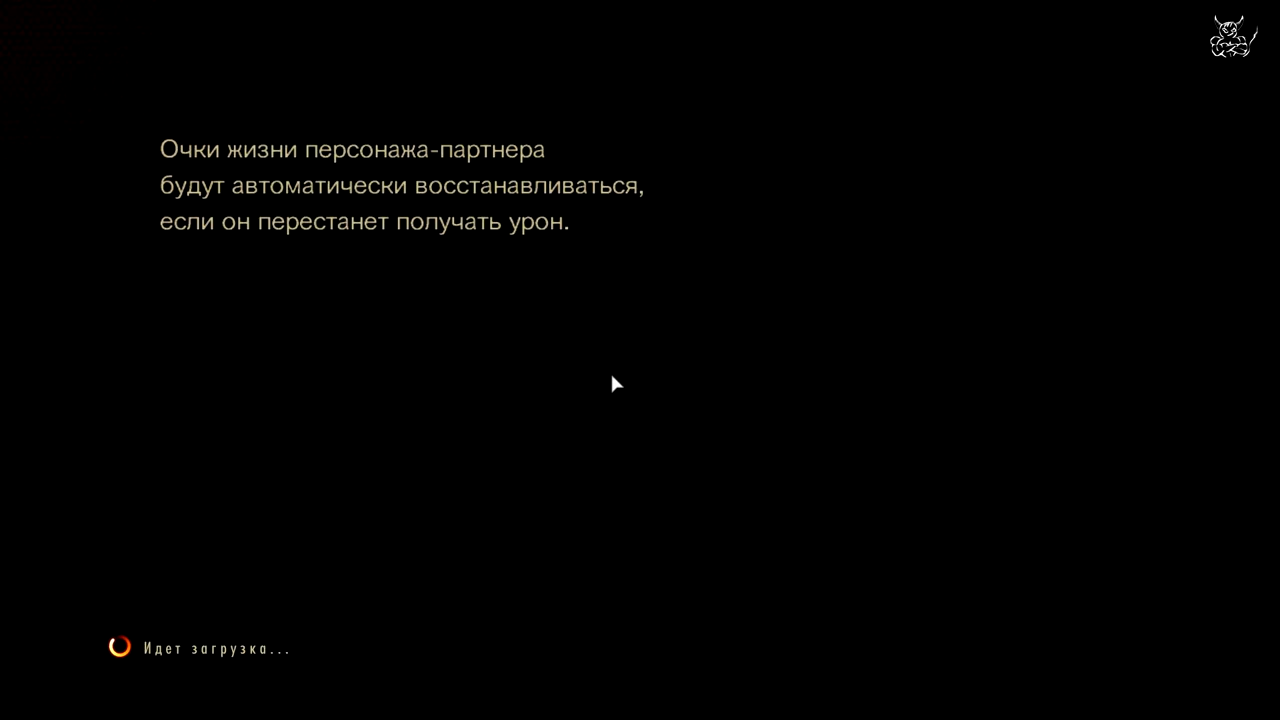 Очки жизни персонажа-партнера
будут автоматически восстанавливаться,
если он перестанет получать урон.
Идет загрузка...